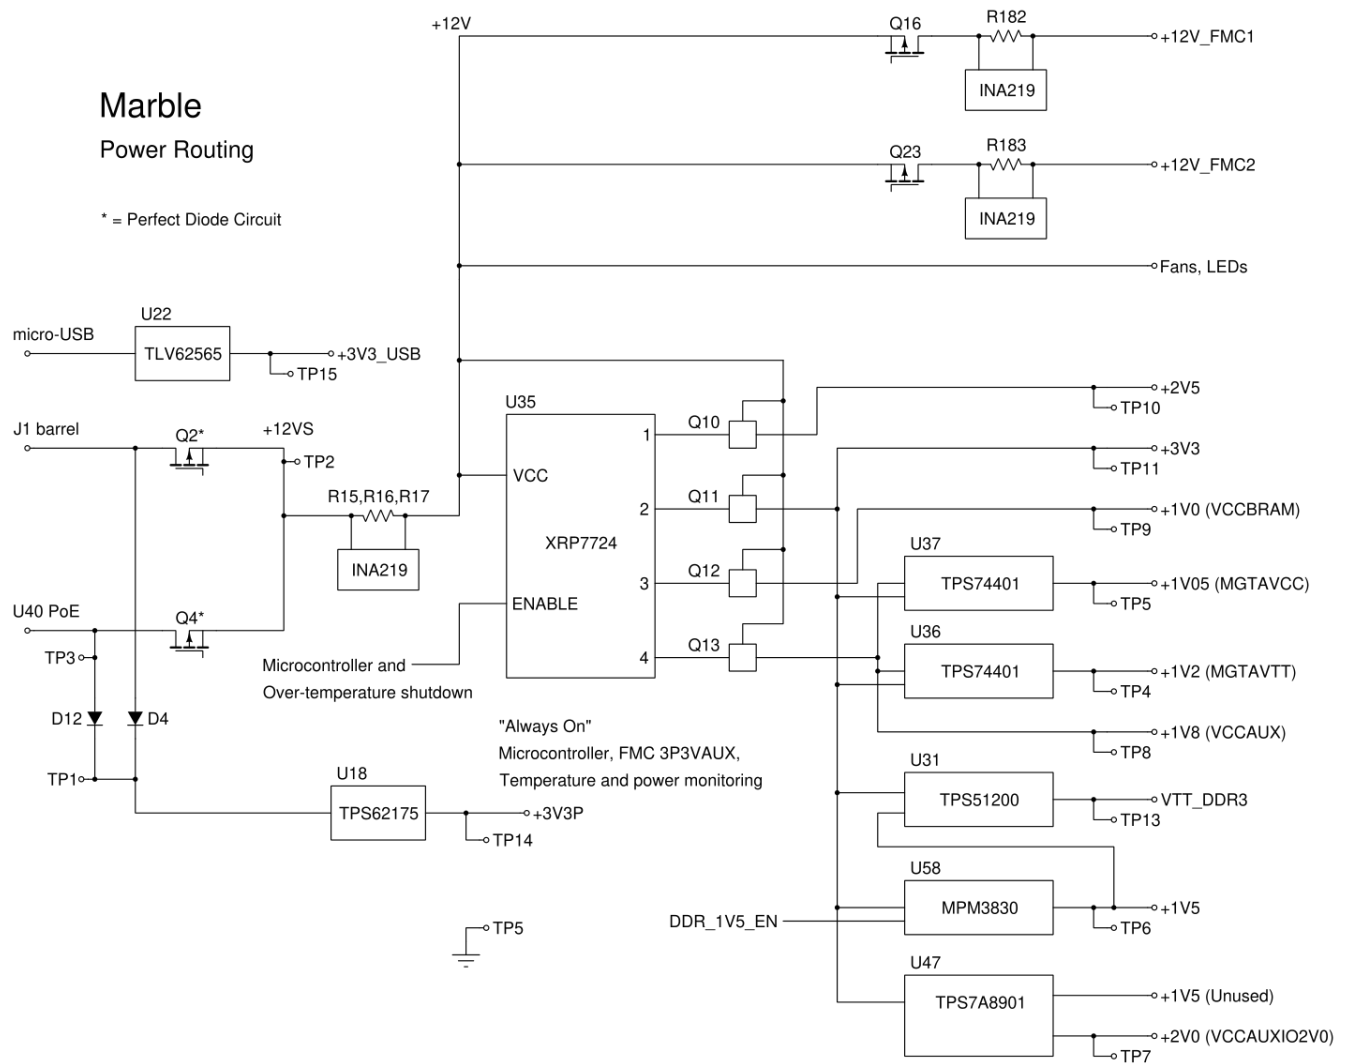 +12V
Q16
R182
+12V_FMC1
INA219
Marble
Power Routing
Q23
R183
+12V_FMC2
INA219
* = Perfect Diode Circuit
Fans, LEDs
U22
micro-USB
TLV62565
+3V3_USB
TP15
U35
+2V5
TP10
J1 barrel
Q2*
+12VS
TP2
1
Q10
+3V3
TP11
VCC
R15,R16,R17
2
Q11
+1V0 (VCCBRAM)
TP9
XRP7724
INA219
3
Q12
U37
TPS74401
+1V05 (MGTAVCC)
TP5
ENABLE
U40 PoE
Q4*
TP3
Microcontroller and
Over-temperature shutdown
4
Q13
U36
TPS74401
+1V2 (MGTAVTT)
TP4
D12
D4
"Always On"
Microcontroller, FMC 3P3VAUX,
Temperature and power monitoring
+1V8 (VCCAUX)
TP8
TP1
U18
TPS62175
+3V3P
TP14
U31
TPS51200
VTT_DDR3
TP13
U58
MPM3830
+1V5
TP6
DDR_1V5_EN
TP5
U47
TPS7A8901
+1V5 (Unused)
+2V0 (VCCAUXIO2V0)
TP7